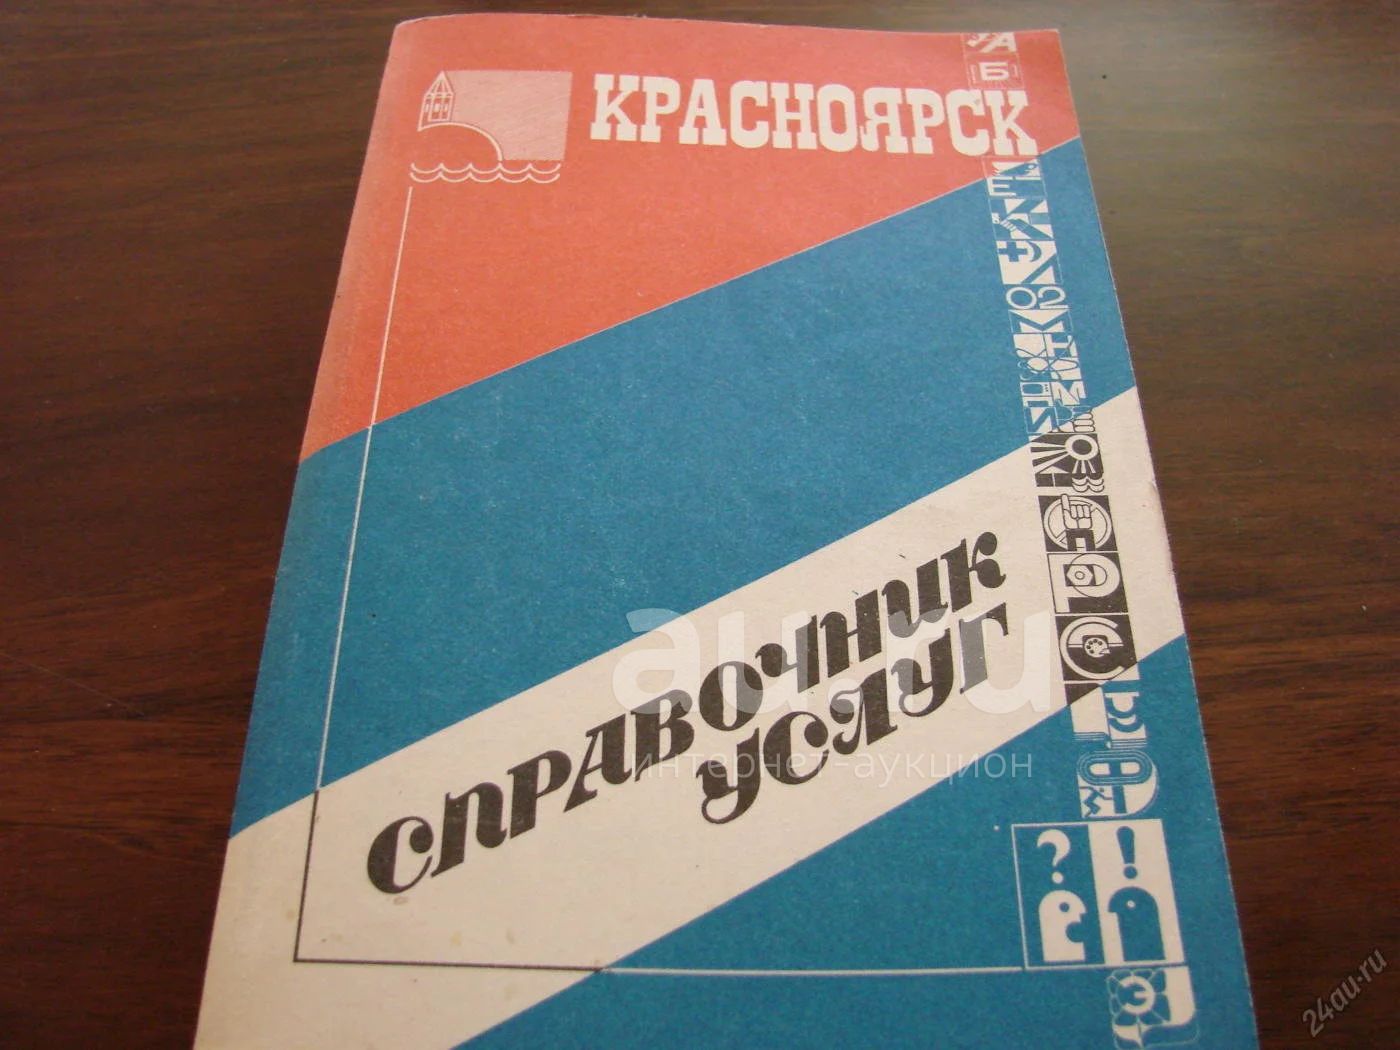 КРАСНОЯРСК
СПРАВОЧНИК
УСЛУГ
au.ru
интернет-аукцион
24au.ru